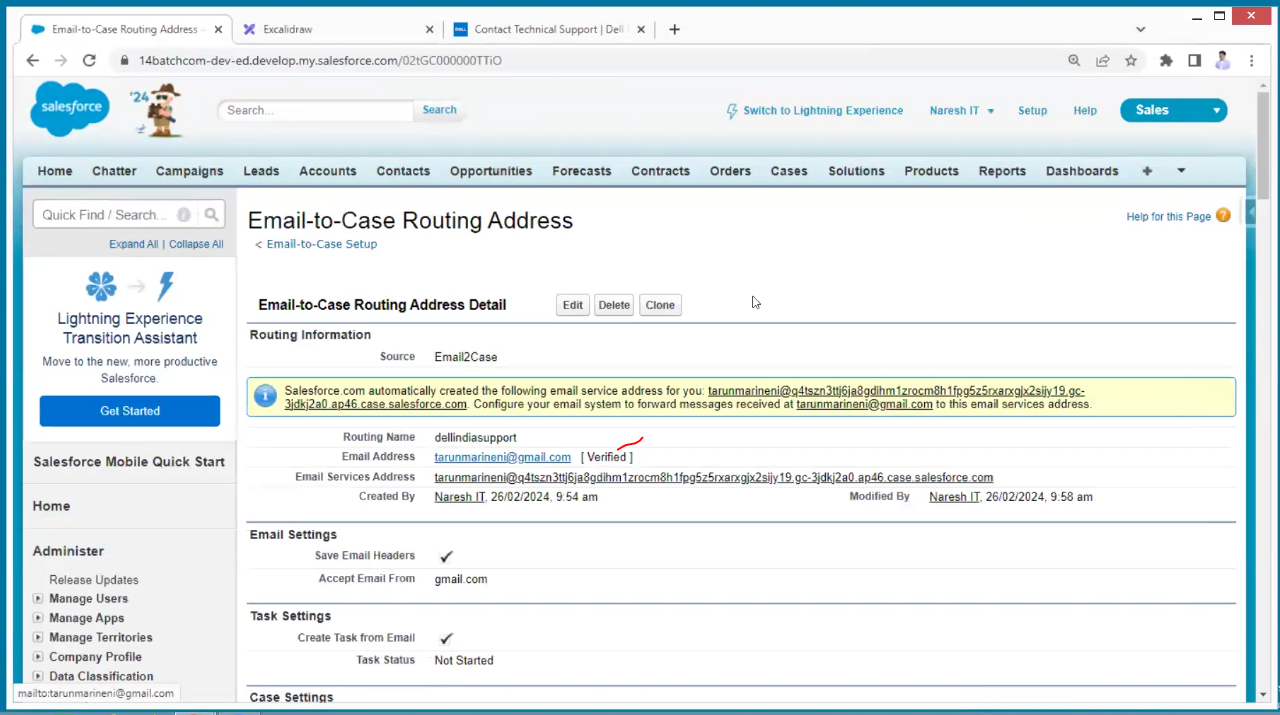 Email-to-Case Routing Address ~
Excalidraw
Contact Technical Support | Dell
14batchcom-dev-ed.develop.my.salesforce.com/02tGC000000TTiO
salesforce
'24
Search...
Search
Switch to Lightning Experience
Naresh IT
Setup
Help
Sales
Home
Chatter
Campaigns
Leads
Accounts
Contacts
Opportunities
Forecasts
Contracts
Orders
Cases
Solutions
Products
Reports
Dashboards
Quick Find / Search...
Expand All | Collapse All
Lightning Experience
Transition Assistant
Move to the new, more productive
Salesforce.
Get Started
Salesforce Mobile Quick Start
Home
Administer
Release Updates
Manage Users
Manage Apps
Manage Territories
Company Profile
Data Classification
mailto:tarunmarineni@gmail.com
Email-to-Case Routing Address
Help for this Page
< Email-to-Case Setup
Email-to-Case Routing Address Detail
Edit
Delete
Clone
Routing Information
Source Email2Case
Salesforce.com automatically created the following email service address for you: tarunmarineni@q4tszn3ttj6ja8gdihm1zrocm8h1fpg5z5rxarxgjx2sijy19.gc-
3jdkj2a0.ap46.case.salesforce.com. Configure your email system to forward messages received at tarunmarineni@gmail.com to this email services address.
Routing Name dellindiasupport
Email Address tarunmarineni@gmail.com [ Verified ]
Email Services Address tarunmarineni@q4tszn3ttj6ja8gdihm1zrocm8h1fpg5z5rxarxgjx2sijy19.gc-3jdkj2a0.ap46.case.salesforce.com
Created By Naresh IT, 26/02/2024, 9:54 am
Modified By Naresh IT, 26/02/2024, 9:58 am
Email Settings
Save Email Headers
Accept Email From gmail.com
Task Settings
Create Task from Email
Task Status Not Started
Case Settings